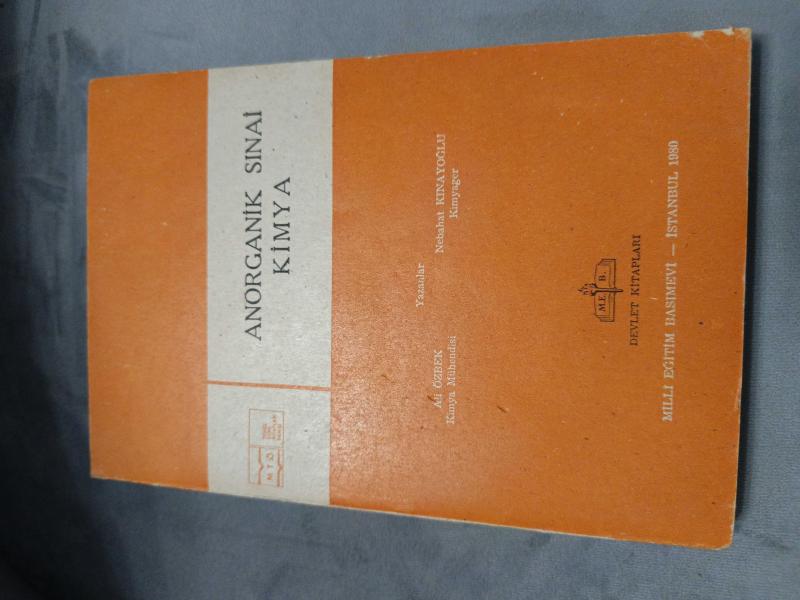 M T Ö
ANORGANİK SINAİ
KİMYA
Yazanlar
Ali ÖZBEK
Kimya Mühendisi
Nebahat KINAYOĞLU
Kimyager
M.E. B.
DEVLET KİTAPLARI
MİLLİ EĞİTİM BASIMEVİ — İSTANBUL 1980